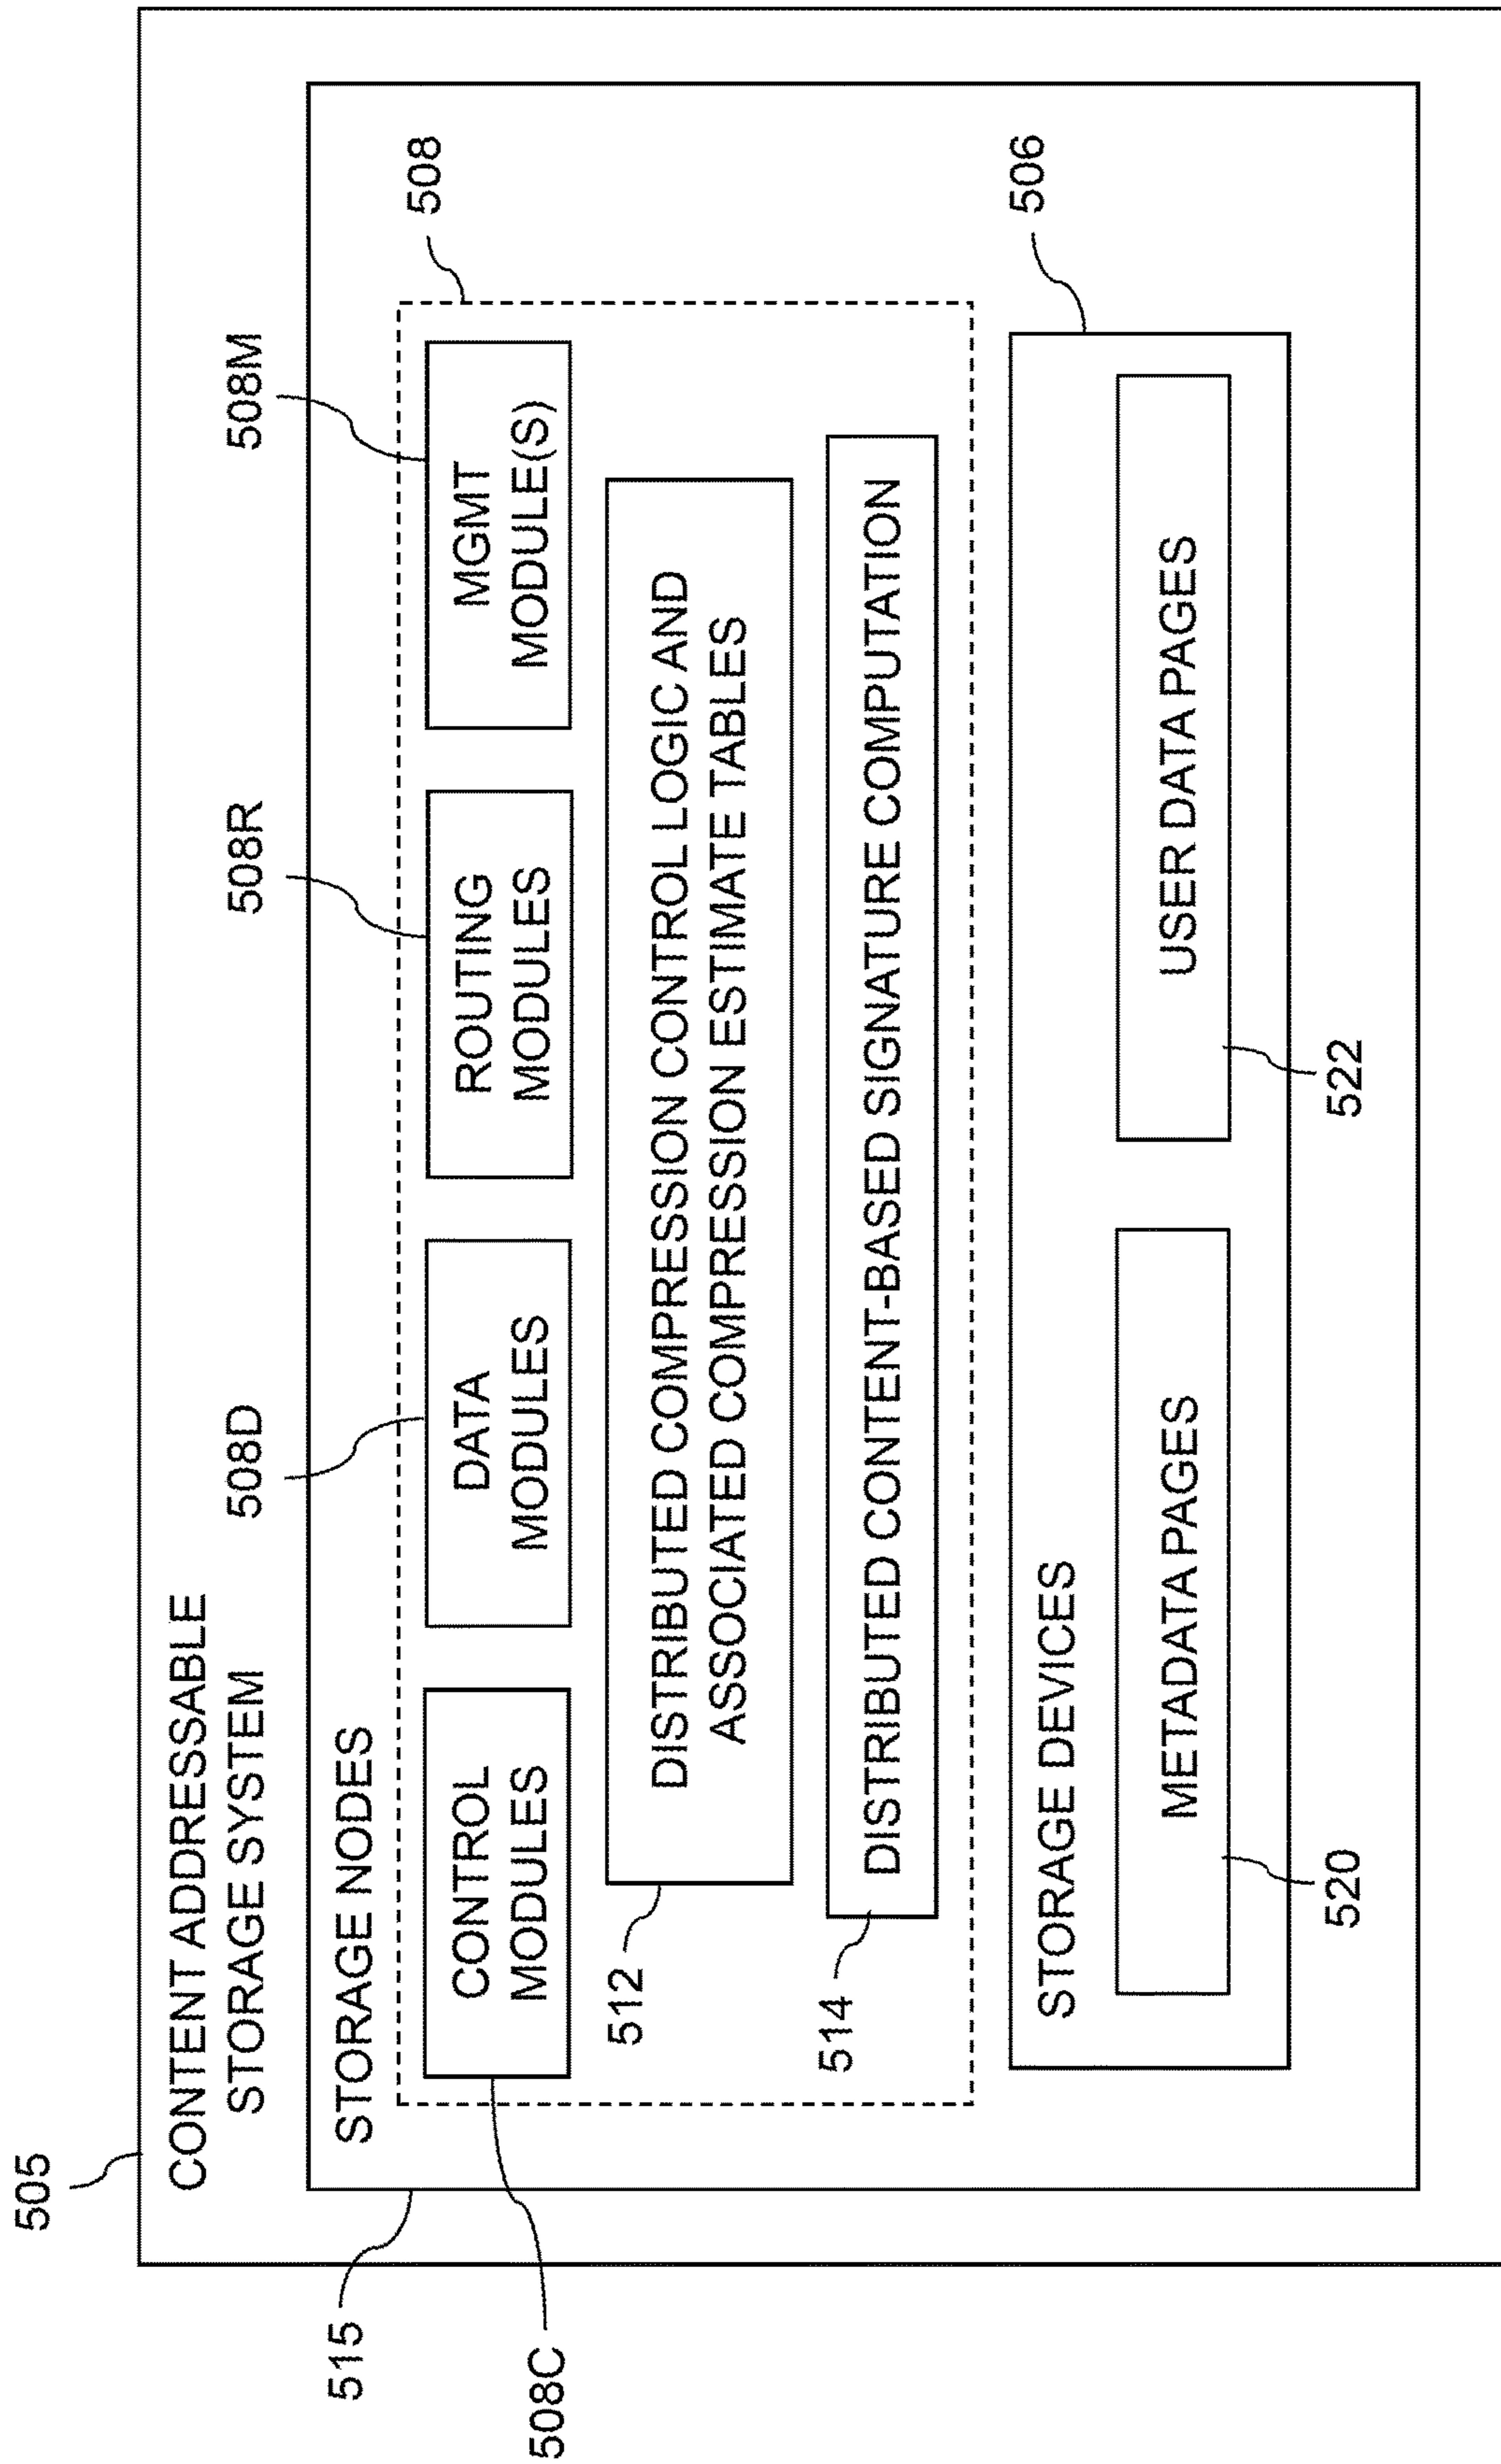 505
CONTENT ADDRESSABLE
STORAGE SYSTEM
508D
508R
508M
515
STORAGE NODES
508
508C
CONTROL
MODULES
DATA
MODULES
ROUTING
MODULES
MGMT
MODULE(S)
512
DISTRIBUTED COMPRESSION CONTROL LOGIC AND
ASSOCIATED COMPRESSION ESTIMATE TABLES
514
DISTRIBUTED CONTENT-BASED SIGNATURE COMPUTATION
506
STORAGE DEVICES
METADATA PAGES
USER DATA PAGES
520
522